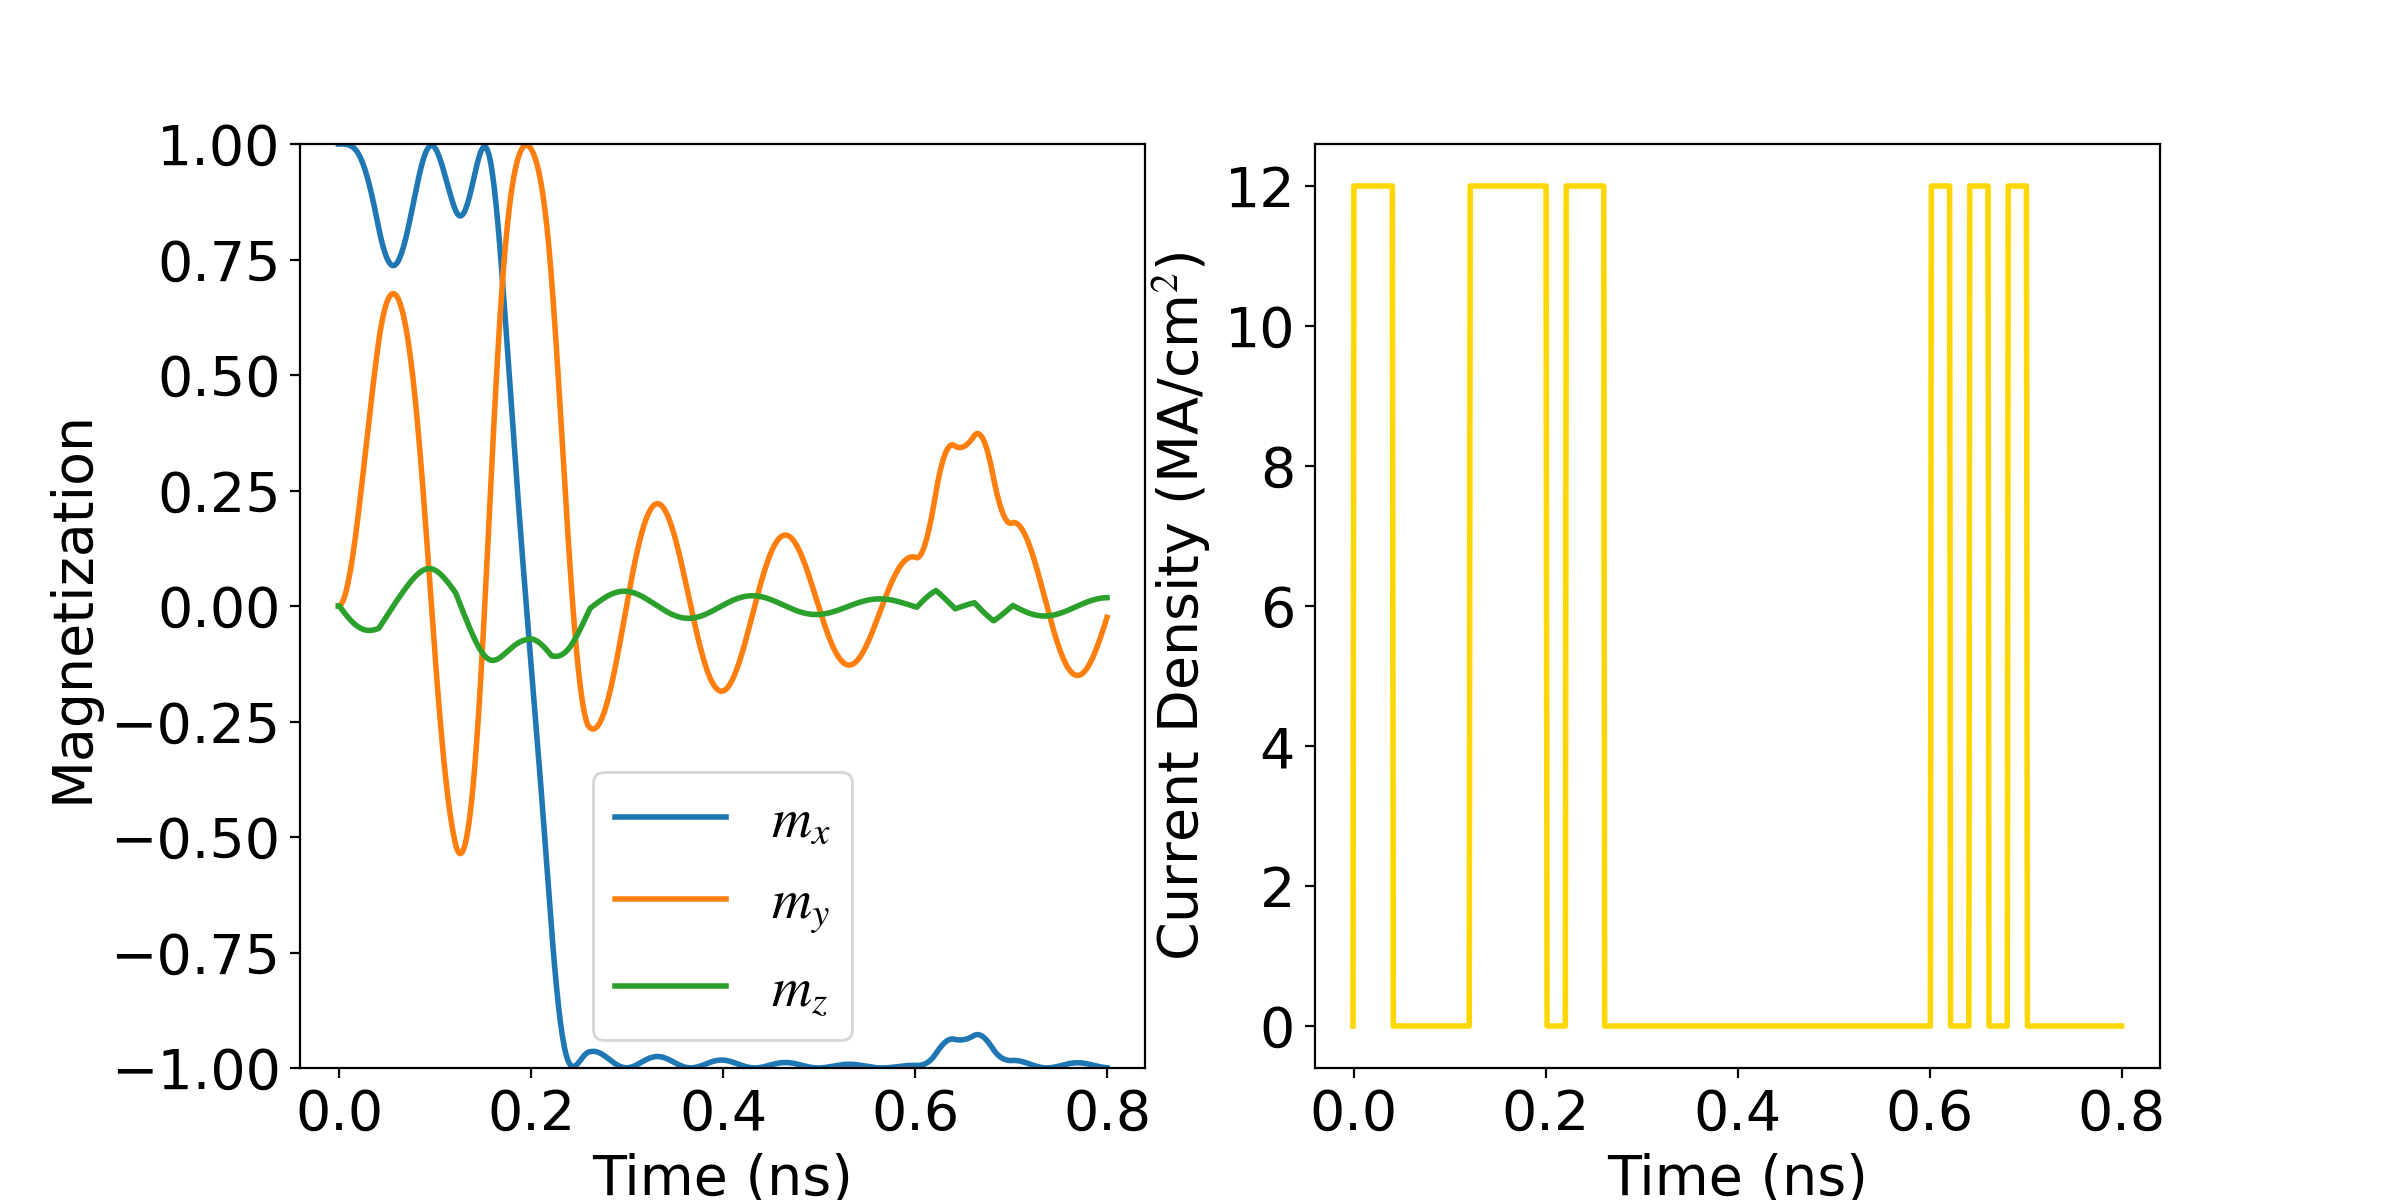 1.00
0.75
0.50
0.25
0.00
−0.25
−0.50
−0.75
−1.00
Magnetization
m_x
m_y
m_z
0.0 0.2 0.4 0.6 0.8
Time (ns)
12
10
8
6
4
2
0
Current Density (MA/cm²)
0.0 0.2 0.4 0.6 0.8
Time (ns)